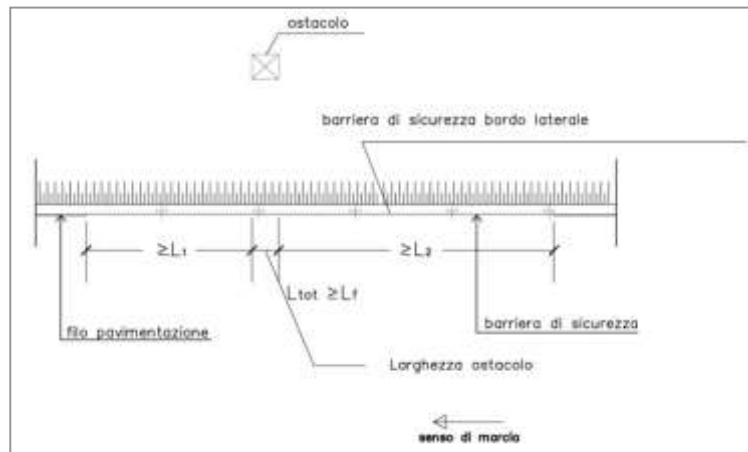 ostacolo
barriera di sicurezza bordo laterale
≥L1
≥L2
Ltot ≥Lf
filo pavimentazione
barriera di sicurezza
Larghezza ostacolo
senso di marcia